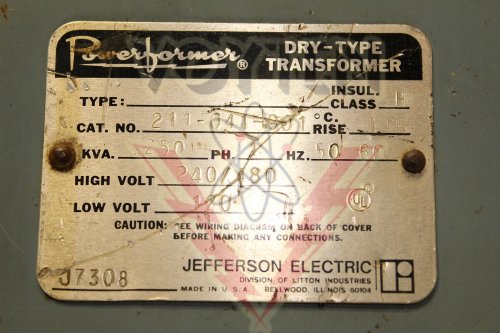 Powerformer® DRY-TYPE TRANSFORMER
TYPE: INSUL. CLASS
CAT. NO. 211-041-001 °C. RISE
KVA. .250 PH. HZ. 50 60
HIGH VOLT 240/480
LOW VOLT
CAUTION: SEE WIRING DIAGRAM ON BACK OF COVER
BEFORE MAKING ANY CONNECTIONS.
J7308
JEFFERSON ELECTRIC
DIVISION OF LITTON INDUSTRIES
MADE IN U.S.A. BELLWOOD, ILLINOIS 60104